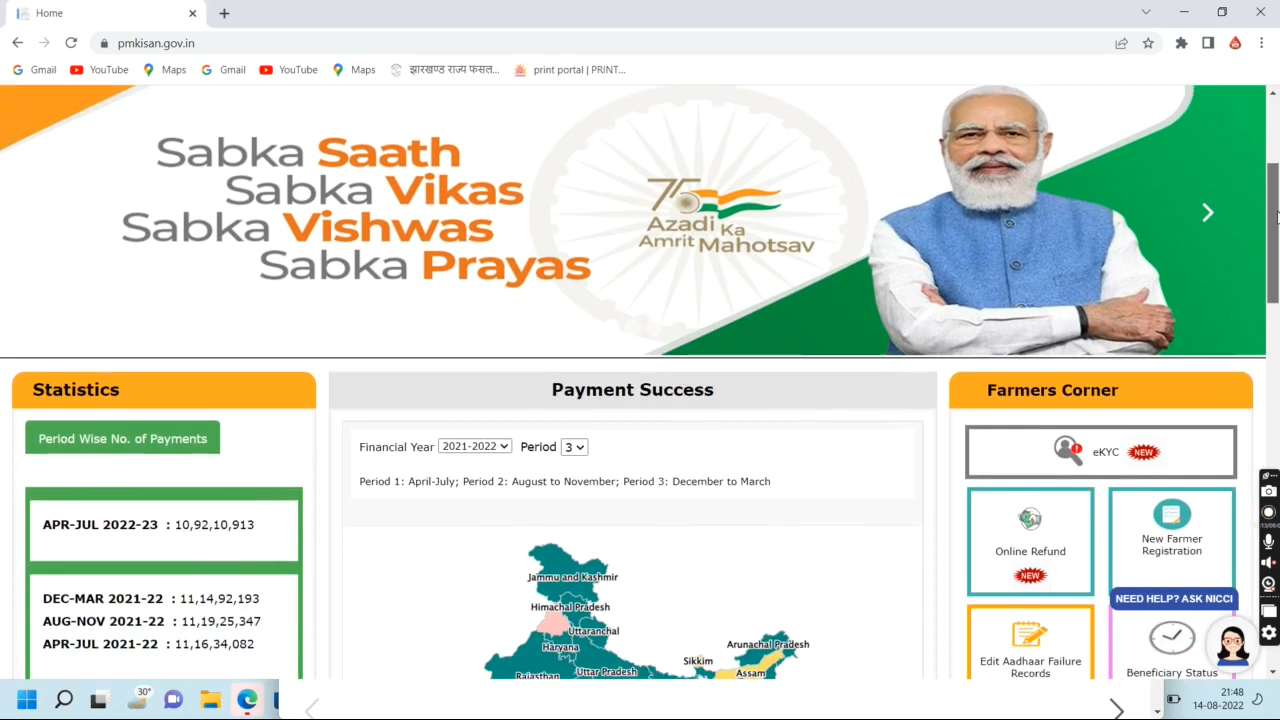 Home
pmkisan.gov.in
Gmail YouTube Maps Gmail YouTube Maps झारखण्ड राज्य फसल... print portal | PRINT...
Sabka Saath
Sabka Vikas
Sabka Vishwas
Sabka Prayas
75
Azadi Ka
Amrit Mahotsav
Statistics
Period Wise No. of Payments
APR-JUL 2022-23 : 10,92,10,913
DEC-MAR 2021-22 : 11,14,92,193
AUG-NOV 2021-22 : 11,19,25,347
APR-JUL 2021-22 : 11,16,34,082
Payment Success
Financial Year 2021-2022 Period 3
Period 1: April-July; Period 2: August to November; Period 3: December to March
Jammu and Kashmir
Himachal Pradesh
Uttaranchal
Haryana
Arunachal Pradesh
Sikkim
Uttar Pradesh
Assam
Rajasthan
Farmers Corner
eKYC NEW
Online Refund
NEW
New Farmer
Registration
NEED HELP? ASK NICCI
Edit Aadhaar Failure
Records
Beneficiary Status
30°
21:48
14-08-2022